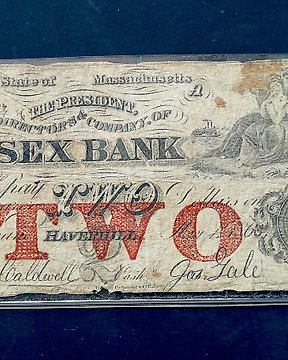 State of Massachusetts A
THE PRESIDENT,
DIRECTORS & COMPANY, OF
SEX BANK
pay TWO Dollars on
TWO
HAVERHILL
Caldwell Cash Jas. Gale